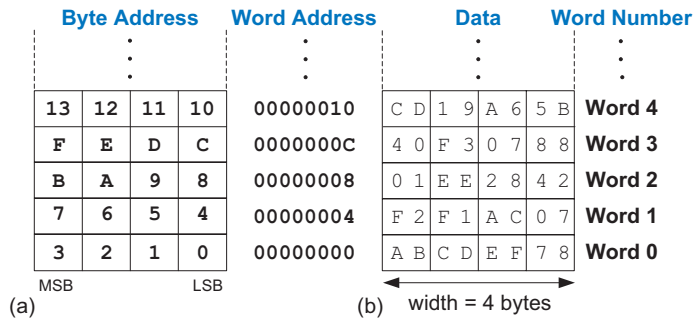 Byte Address Word Address Data Word Number
13 12 11 10 00000010 C D 1 9 A 6 5 B Word 4
F E D C 0000000C 4 0 F 3 0 7 8 8 Word 3
B A 9 8 00000008 0 1 E E 2 8 4 2 Word 2
7 6 5 4 00000004 F 2 F 1 A C 0 7 Word 1
3 2 1 0 00000000 A B C D E F 7 8 Word 0
MSB LSB
(a) (b) width = 4 bytes